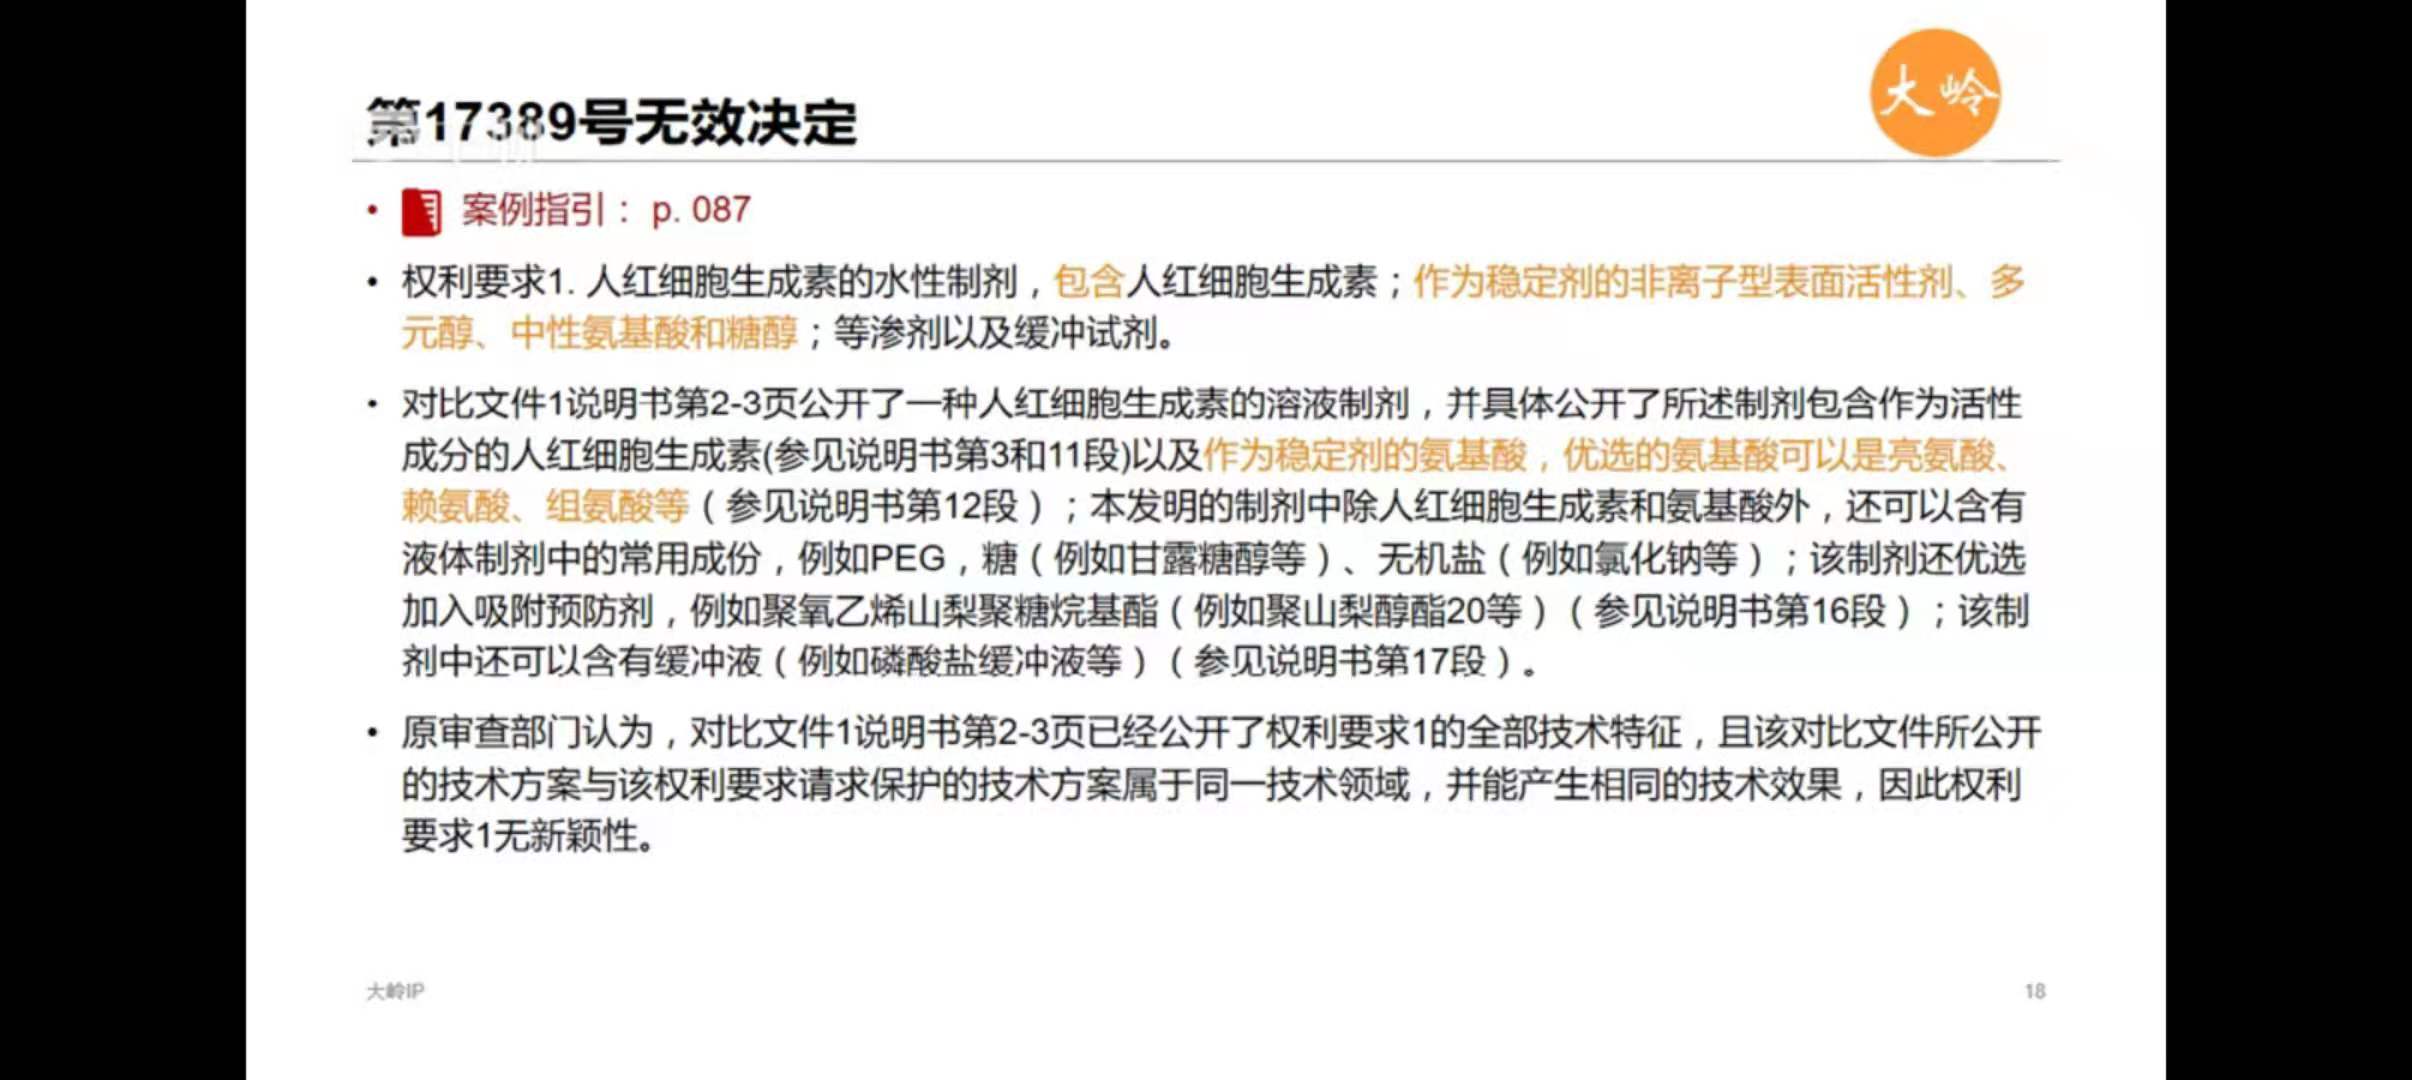 大岭
第17389号无效决定
• 案例指引： p. 087
• 权利要求1. 人红细胞生成素的水性制剂，包含人红细胞生成素；作为稳定剂的非离子型表面活性剂、多
元醇、中性氨基酸和糖醇；等渗剂以及缓冲试剂。
• 对比文件1说明书第2-3页公开了一种人红细胞生成素的溶液制剂，并具体公开了所述制剂包含作为活性
成分的人红细胞生成素(参见说明书第3和11段)以及作为稳定剂的氨基酸，优选的氨基酸可以是亮氨酸、
赖氨酸、组氨酸等（参见说明书第12段）；本发明的制剂中除人红细胞生成素和氨基酸外，还可以含有
液体制剂中的常用成份，例如PEG，糖（例如甘露糖醇等）、无机盐（例如氯化钠等）；该制剂还优选
加入吸附预防剂，例如聚氧乙烯山梨聚糖烷基酯（例如聚山梨醇酯20等）（参见说明书第16段）；该制
剂中还可以含有缓冲液（例如磷酸盐缓冲液等）（参见说明书第17段）。
• 原审查部门认为，对比文件1说明书第2-3页已经公开了权利要求1的全部技术特征，且该对比文件所公开
的技术方案与该权利要求请求保护的技术方案属于同一技术领域，并能产生相同的技术效果，因此权利
要求1无新颖性。
大岭IP
18